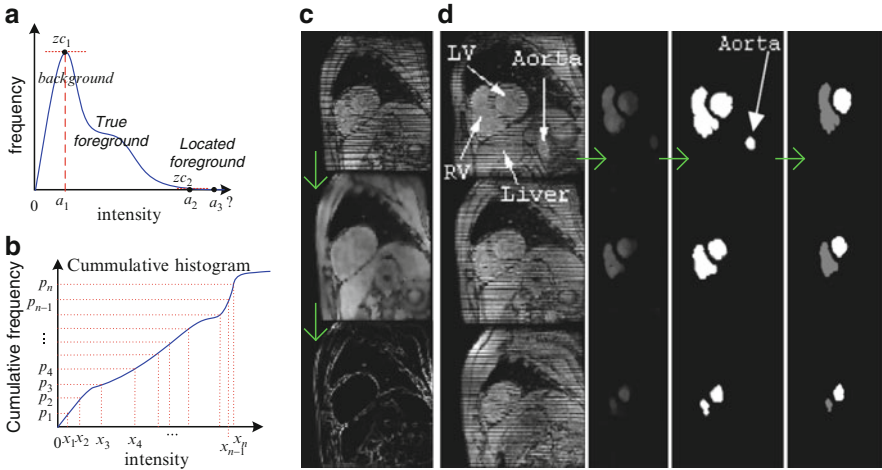 a
zc1
background
frequency
True
foreground
Located
foreground
zc2
0
a1
intensity
a2
a3 ?
b
Cummulative histogram
Cumulative frequency
pn
pn−1
...
p4
p3
p2
p1
0 x1 x2 x3 x4 ... xn−1 xn
intensity
c
d
LV
Aorta
RV
Liver
Aorta